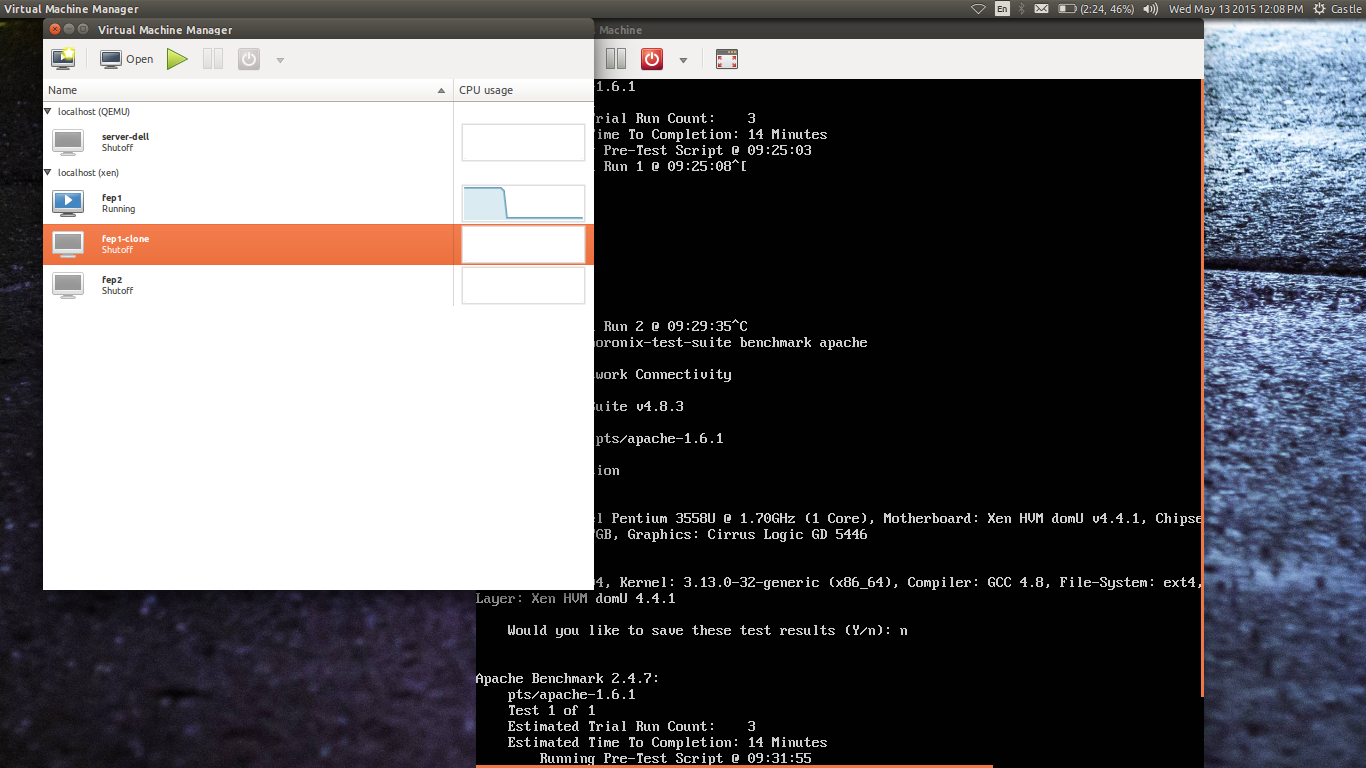 Virtual Machine Manager
En
(2:24, 46%)
Wed May 13 2015 12:08 PM
Castle
Virtual Machine Manager
Machine
Open
Name
CPU usage
localhost (QEMU)
server-dell
Shutoff
localhost (xen)
fep1
Running
fep1-clone
Shutoff
fep2
Shutoff
1.6.1
rial Run Count: 3
ime To Completion: 14 Minutes
Pre-Test Script @ 09:25:03
Run 1 @ 09:25:08^[
Run 2 @ 09:29:35^C
oronix-test-suite benchmark apache
work Connectivity
uite v4.8.3
pts/apache-1.6.1
ion
l Pentium 3558U @ 1.70GHz (1 Core), Motherboard: Xen HVM domU v4.4.1, Chipse
GB, Graphics: Cirrus Logic GD 5446
4, Kernel: 3.13.0-32-generic (x86_64), Compiler: GCC 4.8, File-System: ext4,
Layer: Xen HVM domU 4.4.1
Would you like to save these test results (Y/n): n
Apache Benchmark 2.4.7:
pts/apache-1.6.1
Test 1 of 1
Estimated Trial Run Count: 3
Estimated Time To Completion: 14 Minutes
Running Pre-Test Script @ 09:31:55